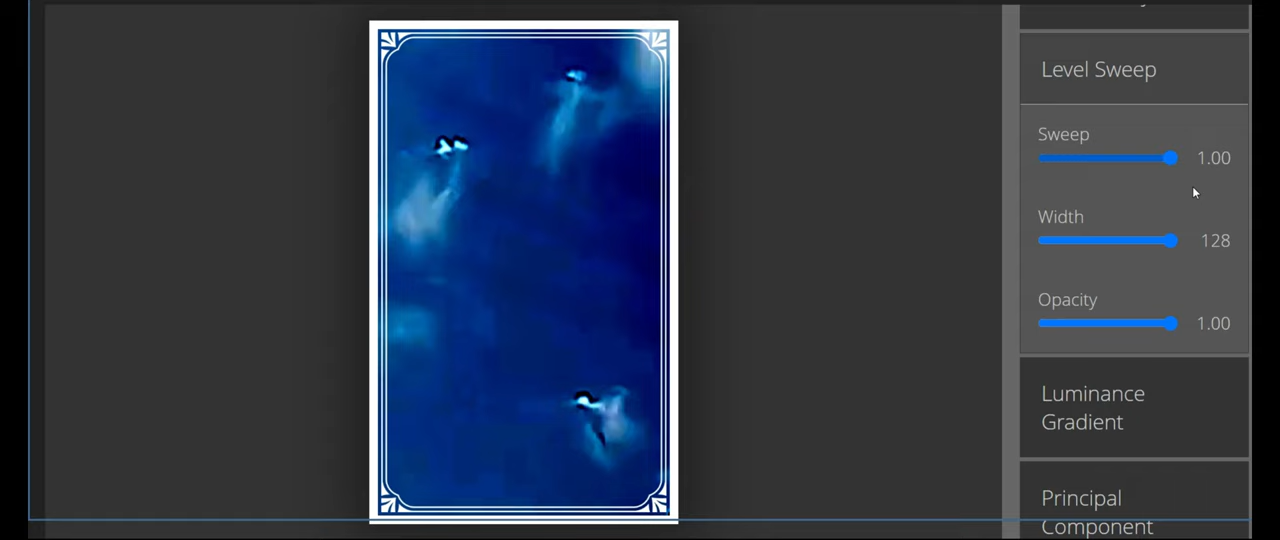 Level Sweep
Sweep
1.00
Width
128
Opacity
1.00
Luminance
Gradient
Principal
Component